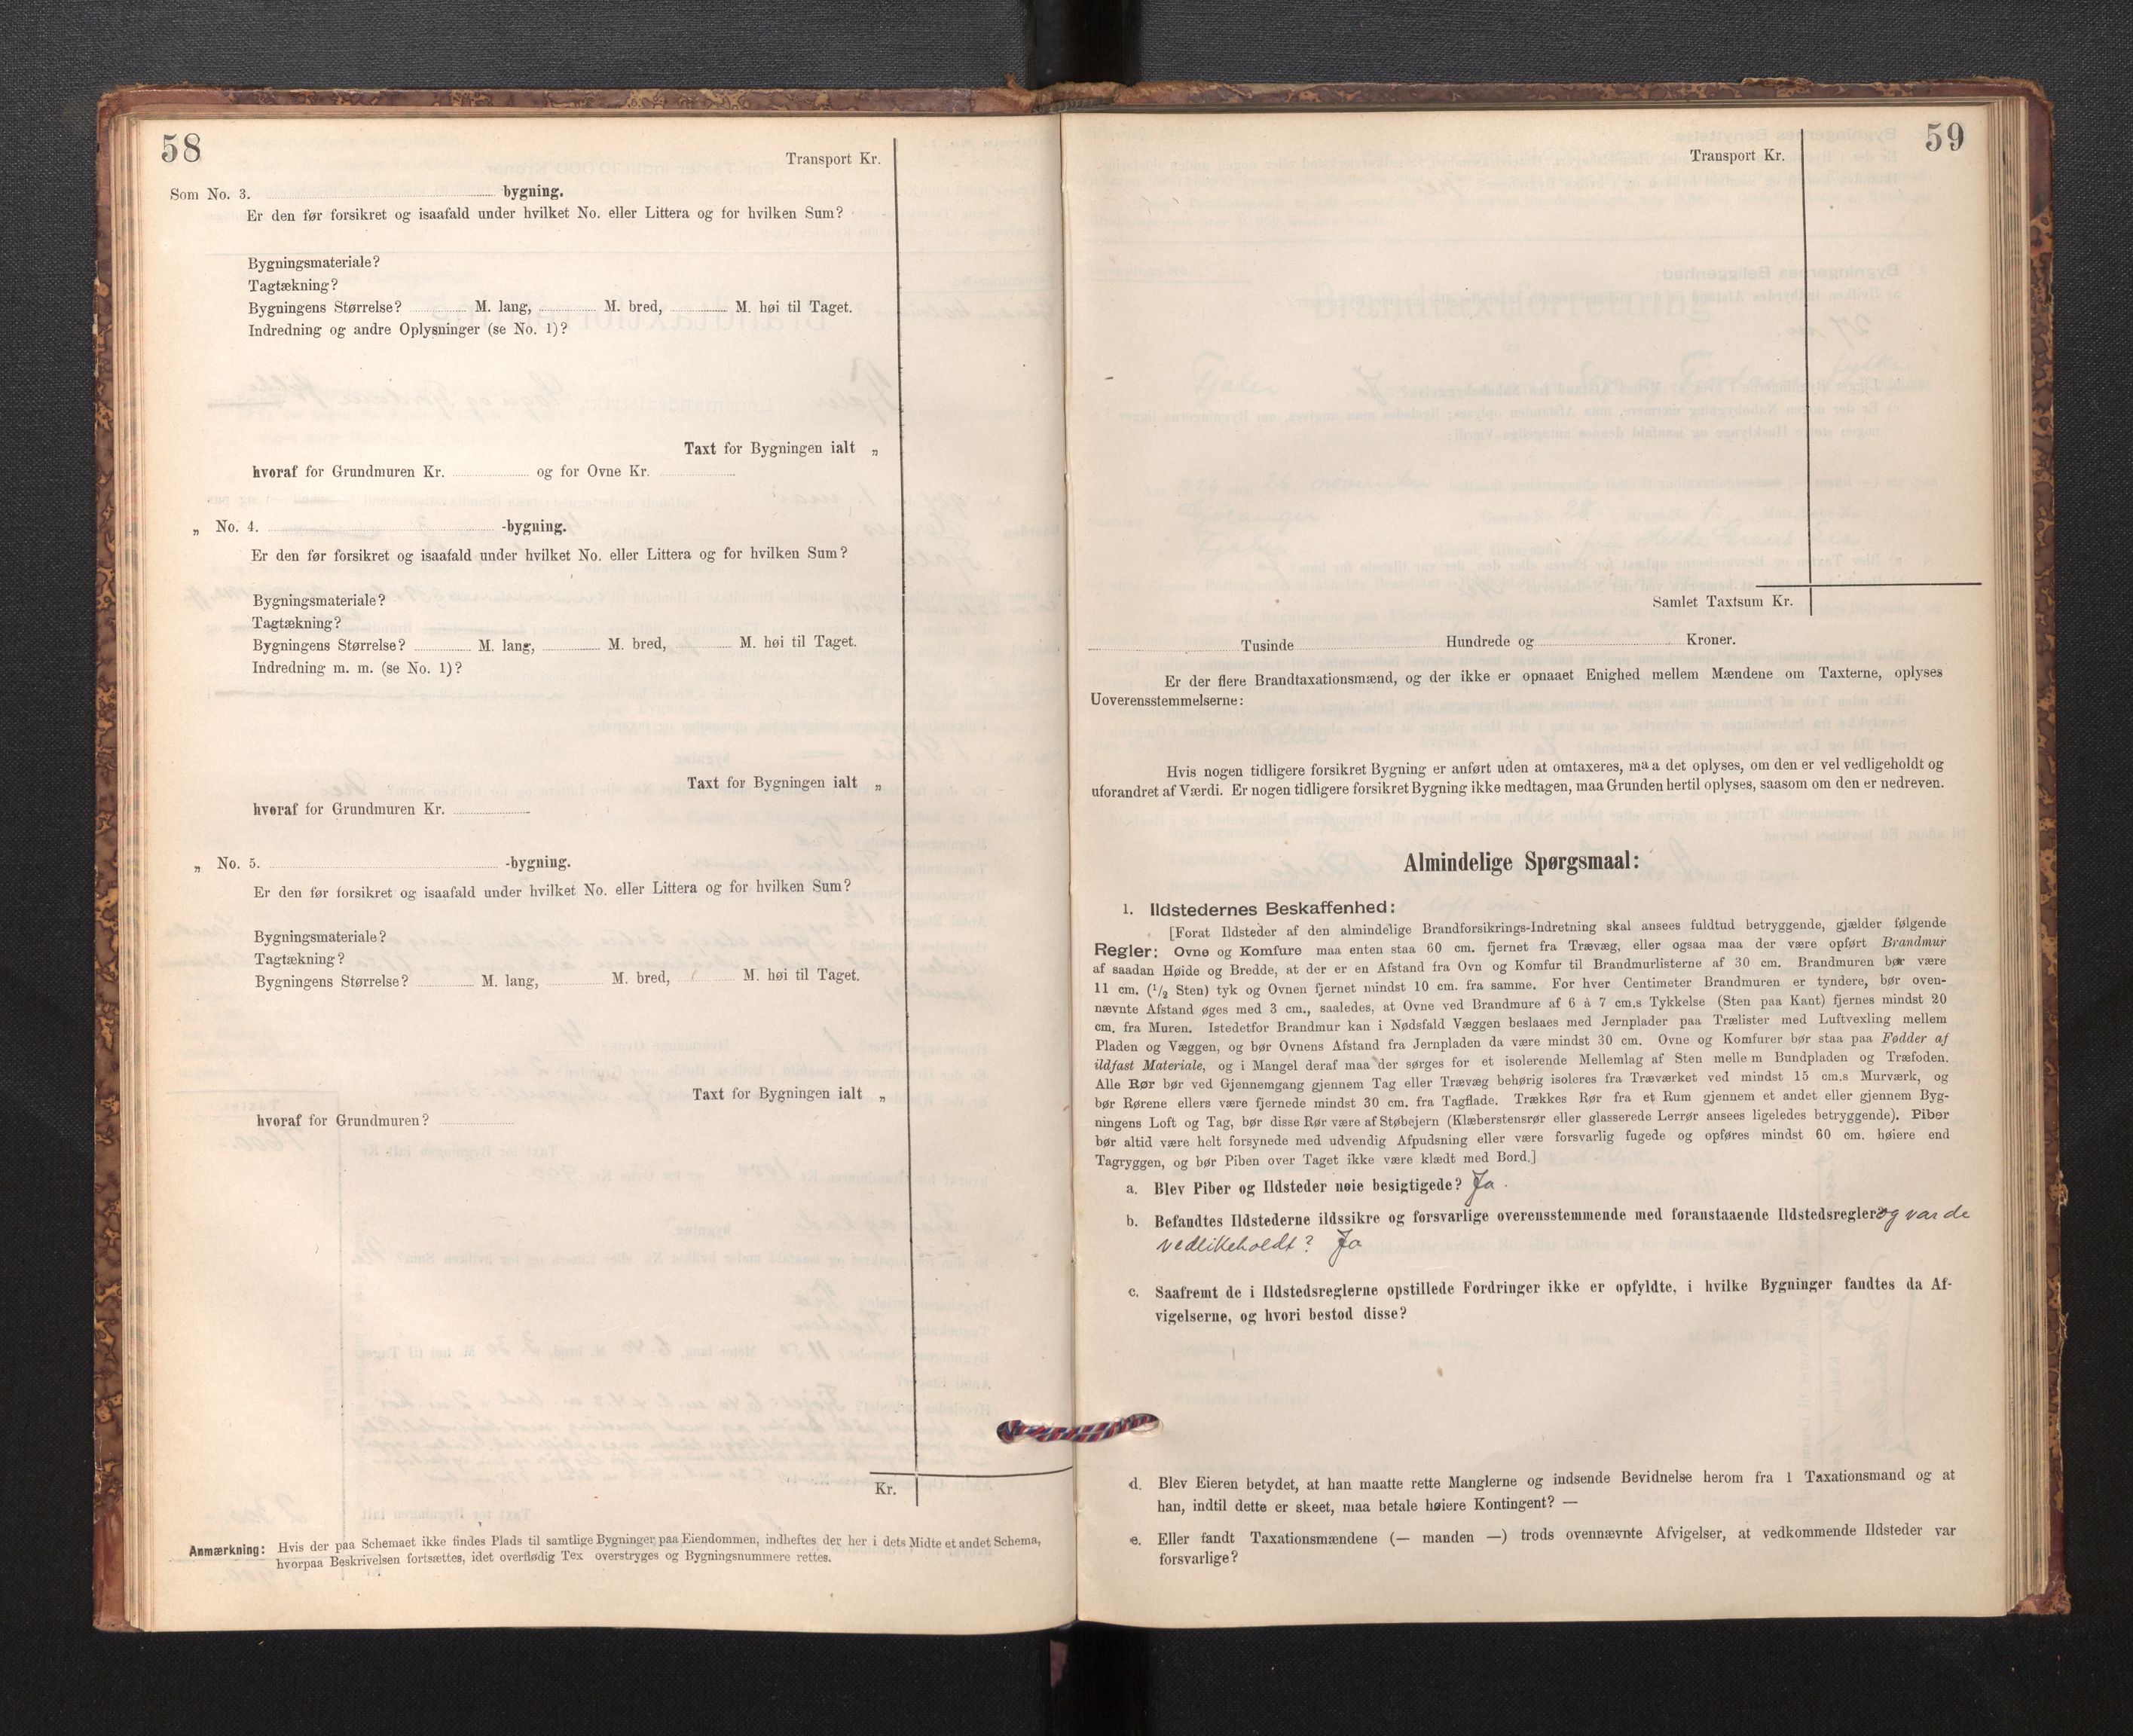 58
Transport Kr.
Som No. 3. bygning.
Er den før forsikret og isaafald under hvilket No. eller Littera og for hvilken Sum?
Bygningsmateriale?
Tagtækning?
Bygningens Størrelse? M. lang, M. bred, M. høi til Taget.
Indredning og andre Oplysninger (se No. 1)?
Taxt for Bygningen ialt „
hvoraf for Grundmuren Kr. og for Ovne Kr.
„ No. 4. -bygning.
Er den før forsikret og isaafald under hvilket No. eller Littera og for hvilken Sum?
Bygningsmateriale?
Tagtækning?
Bygningens Størrelse? M. lang, M. bred, M. høi til Taget.
Indredning m. m. (se No. 1)?
Taxt for Bygningen ialt „
hvoraf for Grundmuren Kr.
„ No. 5. -bygning.
Er den før forsikret og isaafald under hvilket No. eller Littera og for hvilken Sum?
Bygningsmateriale?
Tagtækning?
Bygningens Størrelse? M. lang, M. bred, M. høi til Taget.
Taxt for Bygningen ialt „
hvoraf for Grundmuren?
Kr.
Anmærkning: Hvis der paa Schemaet ikke findes Plads til samtlige Bygninger paa Eiendommen, indheftes der her i dets Midte et andet Schema,
hvorpaa Beskrivelsen fortsættes, idet overflødig Tex overstryges og Bygningsnummere rettes.
59
Transport Kr.
Samlet Taxtsum Kr.
Tusinde Hundrede og Kroner.
Er der flere Brandtaxationsmænd, og der ikke er opnaaet Enighed mellem Mændene om Taxterne, oplyses
Uoverensstemmelserne:
Hvis nogen tidligere forsikret Bygning er anført uden at omtaxeres, maa det oplyses, om den er vel vedligeholdt og
uforandret af Værdi. Er nogen tidligere forsikret Bygning ikke medtagen, maa Grunden hertil oplyses, saasom om den er nedreven.
Almindelige Spørgsmaal:
1. Ildstedernes Beskaffenhed:
[Forat Ildsteder af den almindelige Brandforsikrings-Indretning skal ansees fuldtud betryggende, gjælder følgende
Regler: Ovne og Komfure maa enten staa 60 cm. fjernet fra Trævæg, eller ogsaa maa der være opført Brandmur
af saadan Høide og Bredde, at der er en Afstand fra Ovn og Komfur til Brandmurlisterne af 30 cm. Brandmuren bør være
11 cm. (1/2 Sten) tyk og Ovnen fjernet mindst 10 cm. fra samme. For hver Centimeter Brandmuren er tyndere, bør oven-
nævnte Afstand øges med 3 cm., saaledes, at Ovne ved Brandmure af 6 à 7 cm.s Tykkelse (Sten paa Kant) fjernes mindst 20
cm. fra Muren. Istedetfor Brandmur kan i Nødsfald Væggen beslaaes med Jernplader paa Trælister med Luftvexling mellem
Pladen og Væggen, og bør Ovnens Afstand fra Jernpladen da være mindst 30 cm. Ovne og Komfurer bør staa paa Fødder af
ildfast Materiale, og i Mangel deraf maa der sørges for et isolerende Mellemlag af Sten mellem Bundpladen og Træfoden.
Alle Rør bør ved Gjennemgang gjennem Tag eller Trævæg behørig isoleres fra Træværket ved mindst 15 cm.s Murværk, og
bør Rørene ellers være fjernede mindst 30 cm. fra Tagflade. Trækkes Rør fra et Rum gjennem et andet eller gjennem Byg-
ningens Loft og Tag, bør disse Rør være af Støbejern (Klæberstensrør eller glasserede Lerrør ansees ligeledes betryggende). Piber
bør altid være helt forsynede med udvendig Afpudsning eller være forsvarlig fugede og opføres mindst 60 cm. høiere end
Tagryggen, og bør Piben over Taget ikke være klædt med Bord.]
a. Blev Piber og Ildsteder nøie besigtigede? Ja.
b. Befandtes Ildstederne ildssikre og forsvarlige overensstemmende med foranstaaende Ildstedsregler og var de
vedlikeholdt? Ja
c. Saafremt de i Ildstedsreglerne opstillede Fordringer ikke er opfyldte, i hvilke Bygninger fandtes da Af-
vigelserne, og hvori bestod disse?
d. Blev Eieren betydet, at han maatte rette Manglerne og indsende Bevidnelse herom fra 1 Taxationsmand og at
han, indtil dette er skeet, maa betale høiere Kontingent? —
e. Eller fandt Taxationsmændene (— manden —) trods ovennævnte Afvigelser, at vedkommende Ildsteder var
forsvarlige?